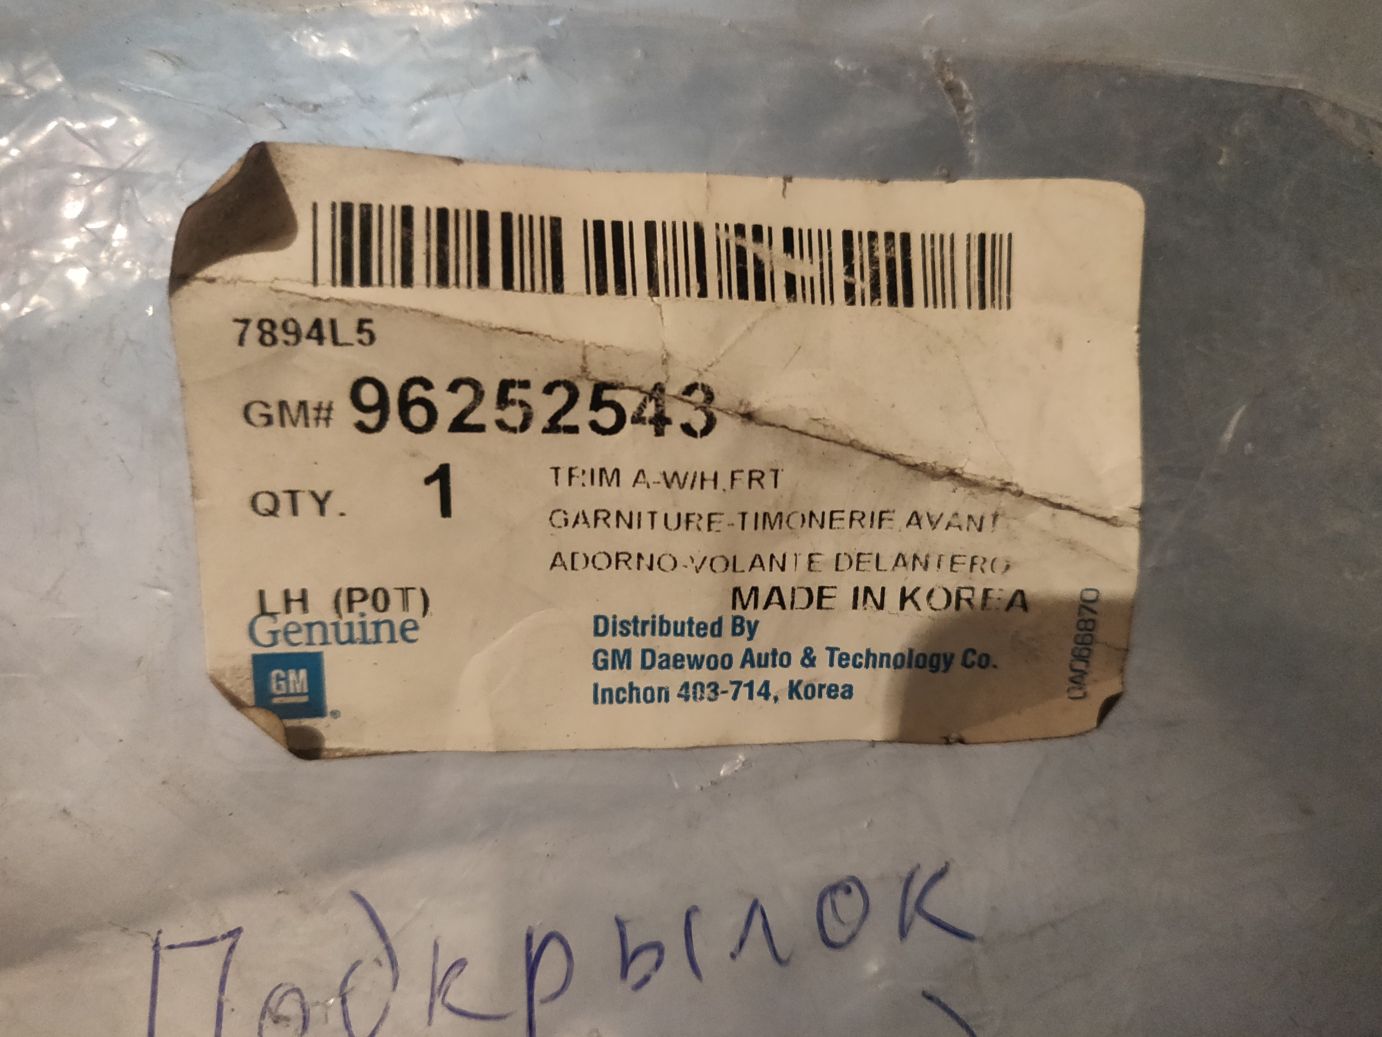 7894L5
GM# 96252543
QTY. 1
TRIM A-W/H,FRT
GARNITURE-TIMONERIE,AVANT
ADORNO-VOLANTE DELANTERO
LH (P0T)
MADE IN KOREA
Genuine
GM
Distributed By
GM Daewoo Auto & Technology Co.
Inchon 403-714, Korea
0A066870
Подкрылок